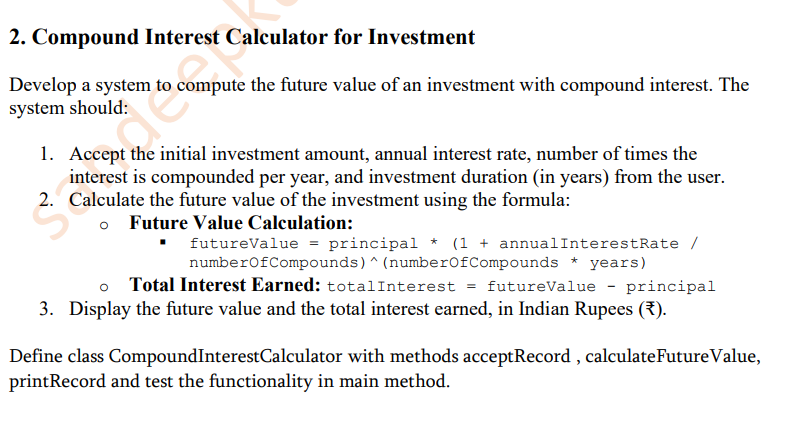 2. Compound Interest Calculator for Investment
Develop a system to compute the future value of an investment with compound interest. The
system should:
1. Accept the initial investment amount, annual interest rate, number of times the
interest is compounded per year, and investment duration (in years) from the user.
2. Calculate the future value of the investment using the formula:
o Future Value Calculation:
▪ futureValue = principal * (1 + annualInterestRate /
numberOfCompounds)^(numberOfCompounds * years)
o Total Interest Earned: totalInterest = futureValue - principal
3. Display the future value and the total interest earned, in Indian Rupees (₹).
Define class CompoundInterestCalculator with methods acceptRecord , calculateFutureValue,
printRecord and test the functionality in main method.